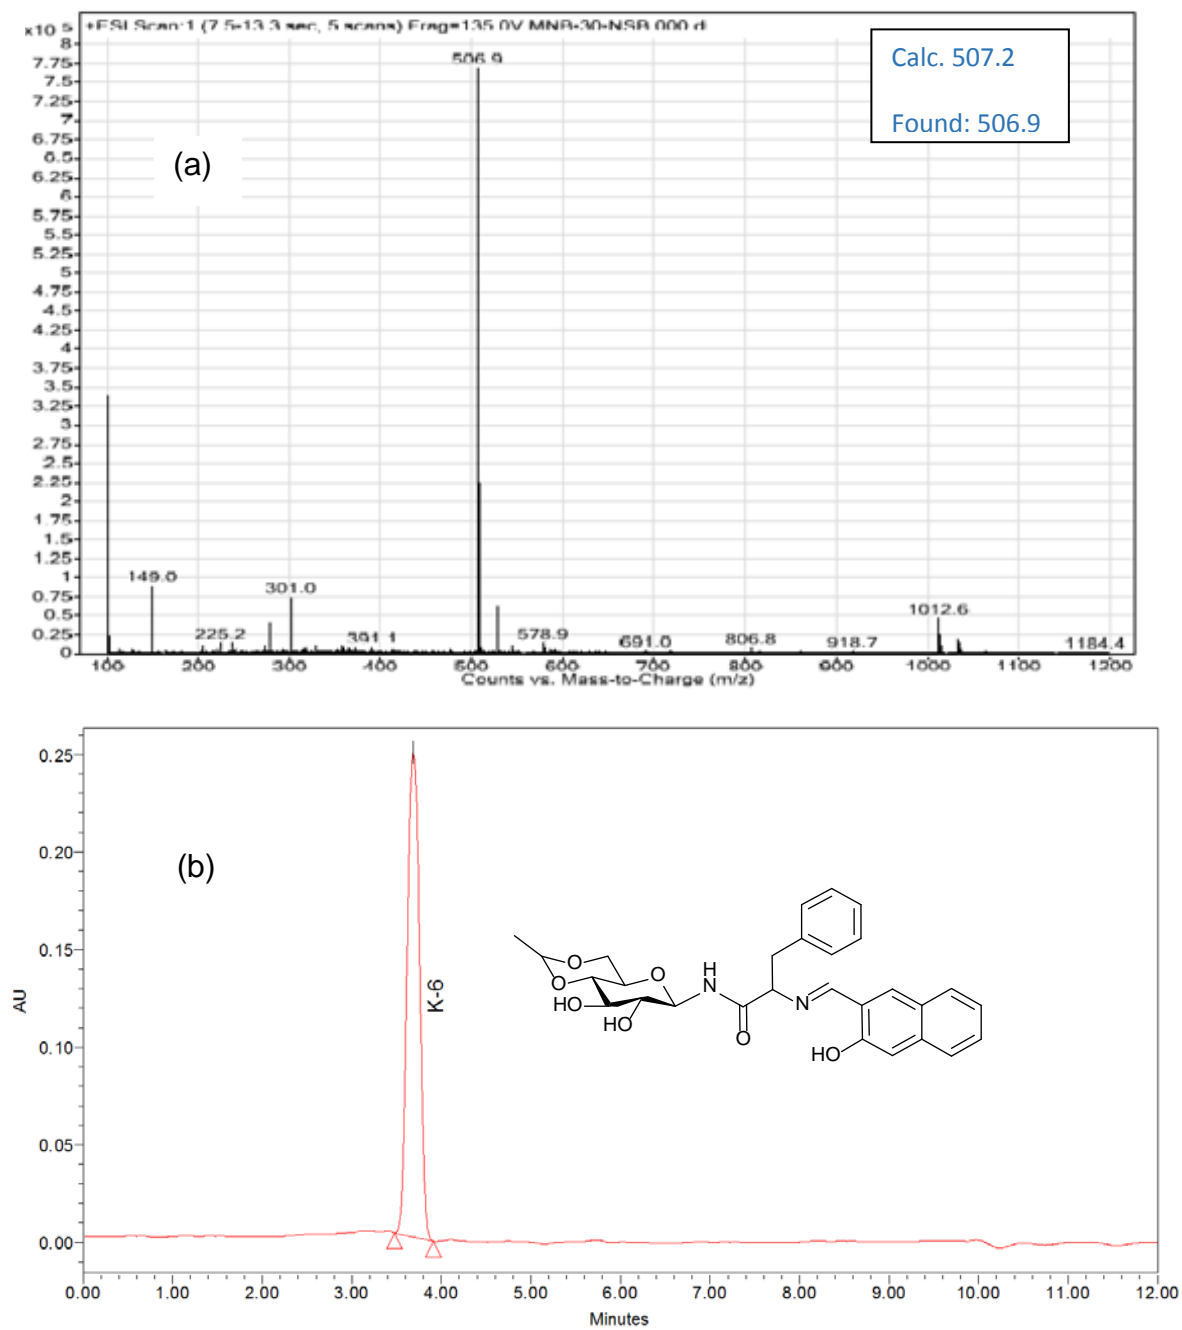 x10 5
+ESI Scan:1 (7.5-13.3 sec, 5 scans) Frag=135.0V MNB-30-NSB 000 d
8
7.75
7.5
7.25
7
6.75
6.5
6.25
6
5.75
5.5
5.25
5
4.75
4.5
4.25
4
3.75
3.5
3.25
3
2.75
2.5
2.25
2
1.75
1.5
1.25
1
0.75
0.5
0.25
0
506.9
Calc. 507.2
Found: 506.9
(a)
149.0
225.2
301.0
391.1
578.9
691.0
806.8
918.7
1012.6
1184.4
100 200 300 400 500 600 700 800 900 1000 1100 1200
Counts vs. Mass-to-Charge (m/z)
0.25
0.20
0.15
0.10
0.05
0.00
AU
(b)
K-6
O
O
O
HO
HO
H
N
O
N
HO
0.00 1.00 2.00 3.00 4.00 5.00 6.00 7.00 8.00 9.00 10.00 11.00 12.00
Minutes